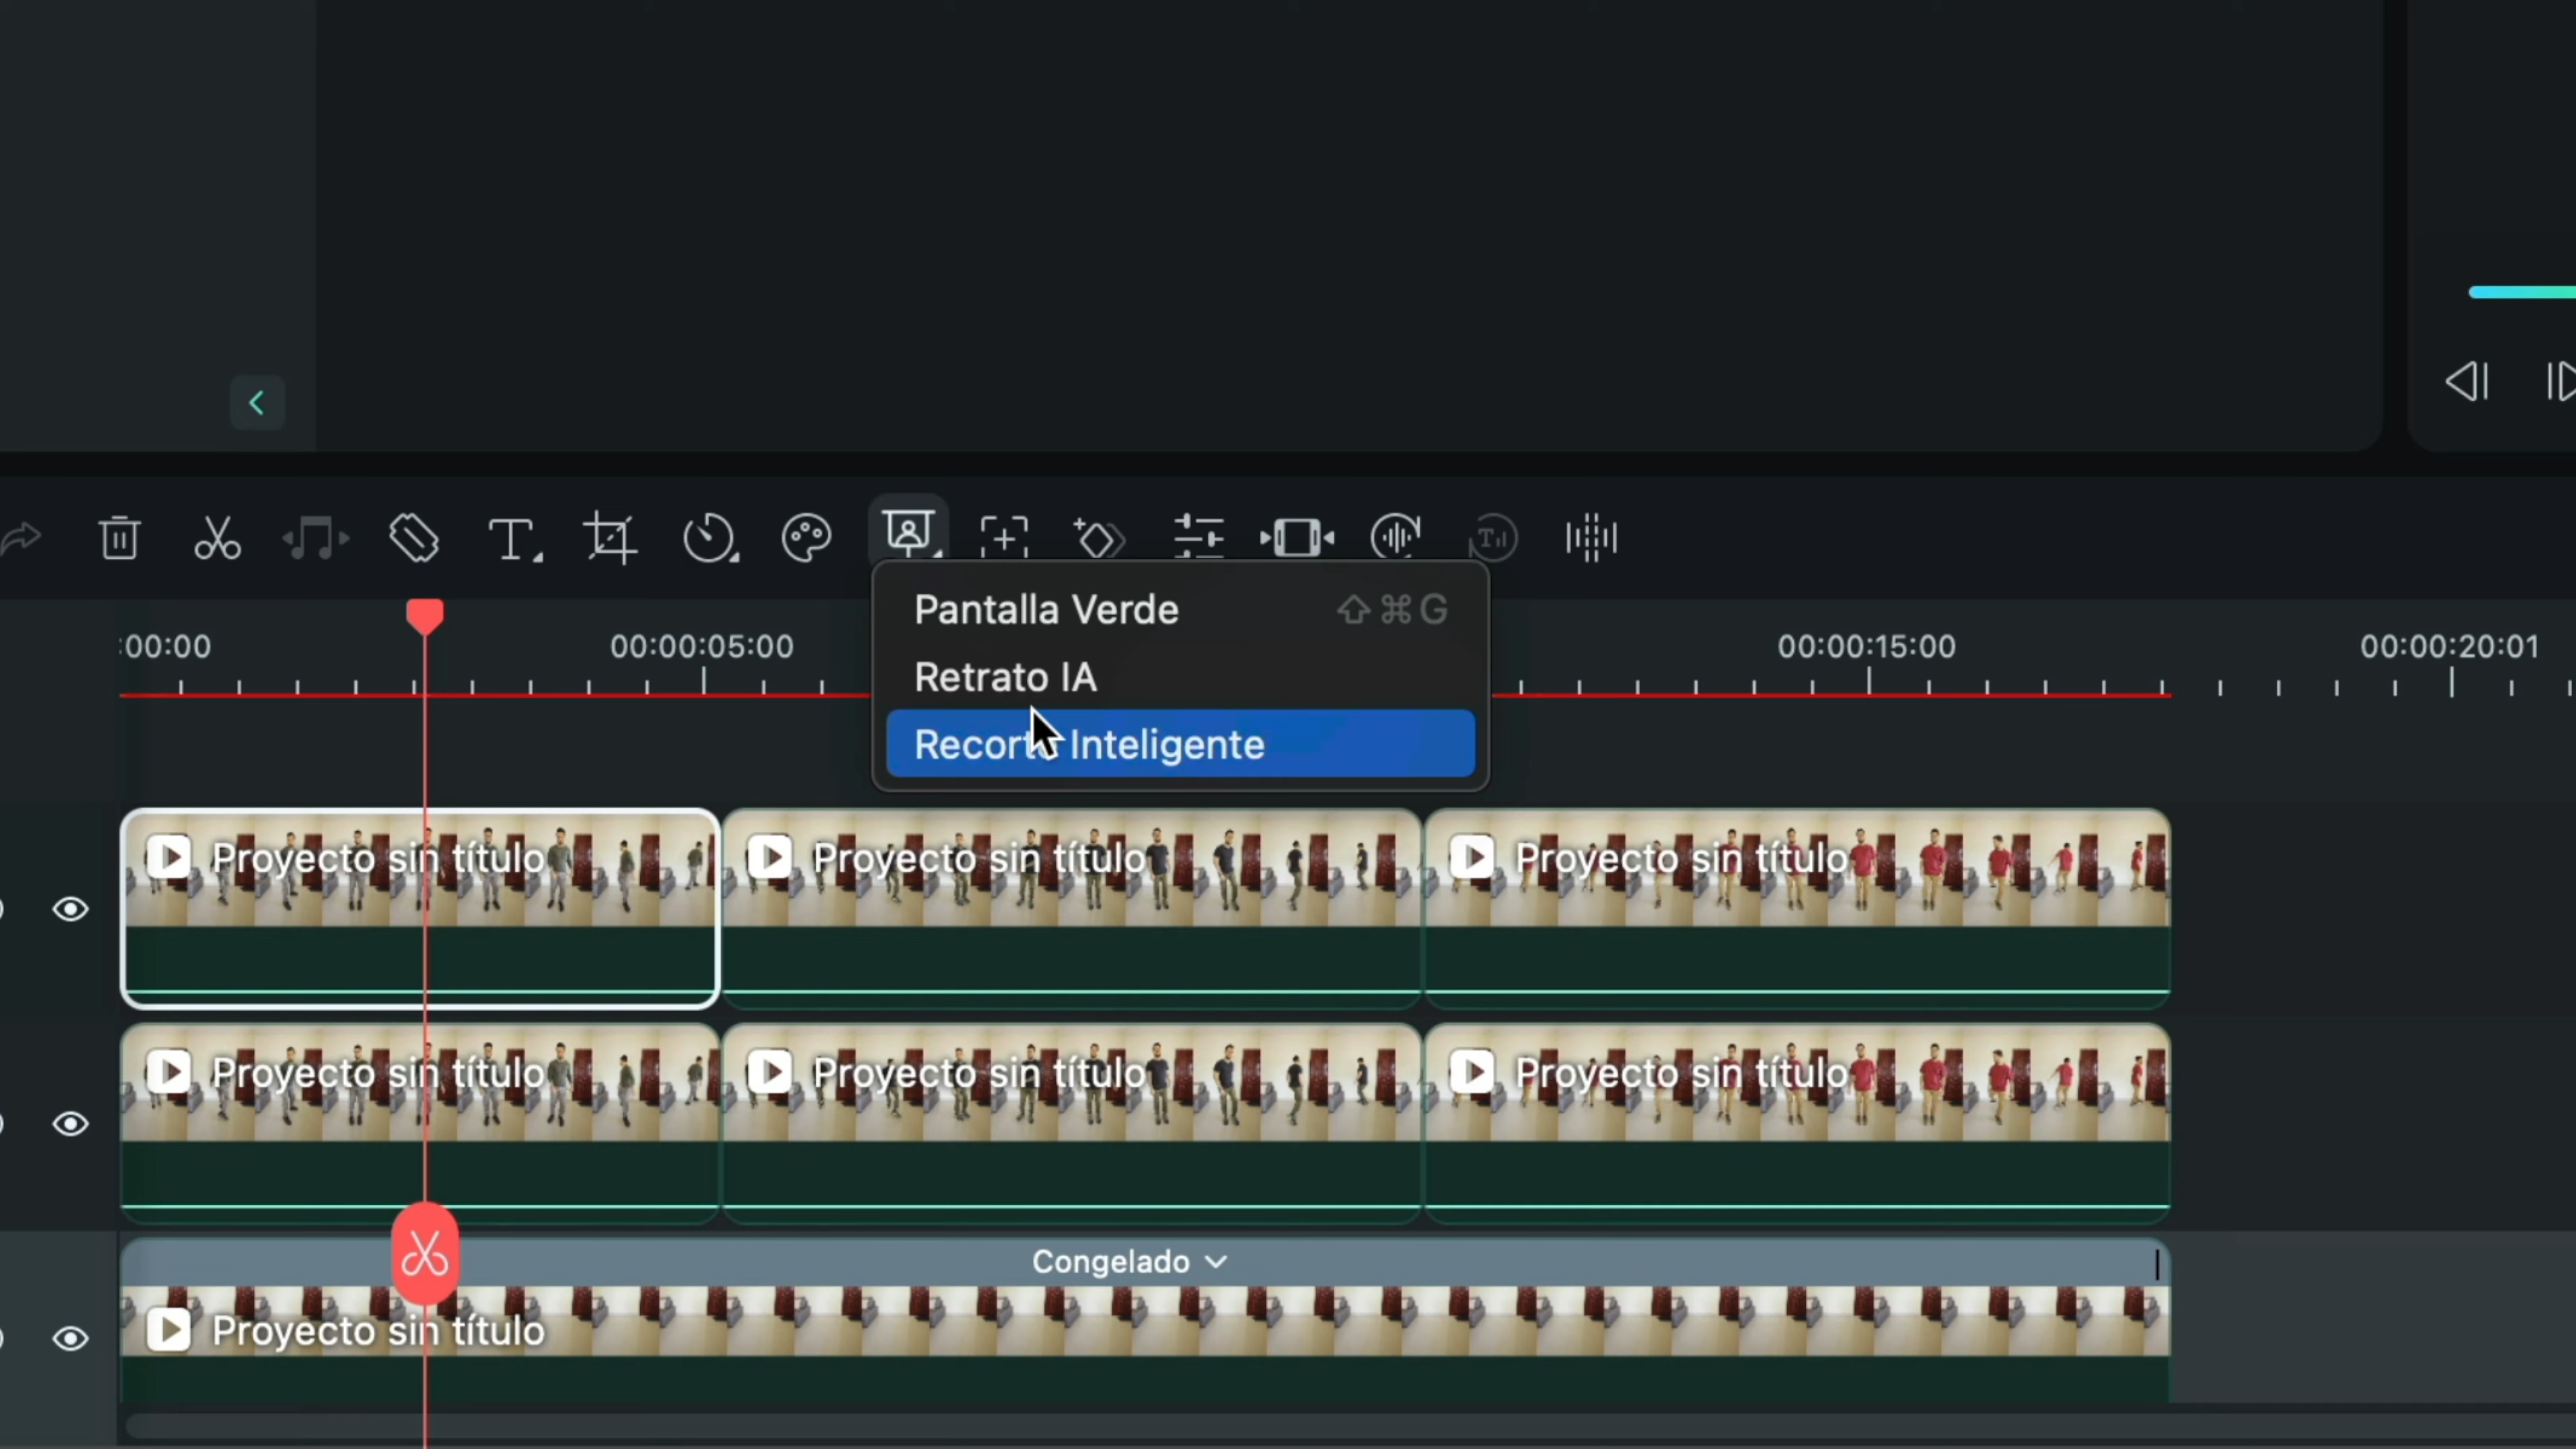 Pantalla Verde ⇧⌘G
Retrato IA
Recorte Inteligente
:00:00
00:00:05:00
00:00:15:00
00:00:20:01
Proyecto sin título
Proyecto sin título
Proyecto sin título
Proyecto sin título
Proyecto sin título
Proyecto sin título
Congelado
Proyecto sin título